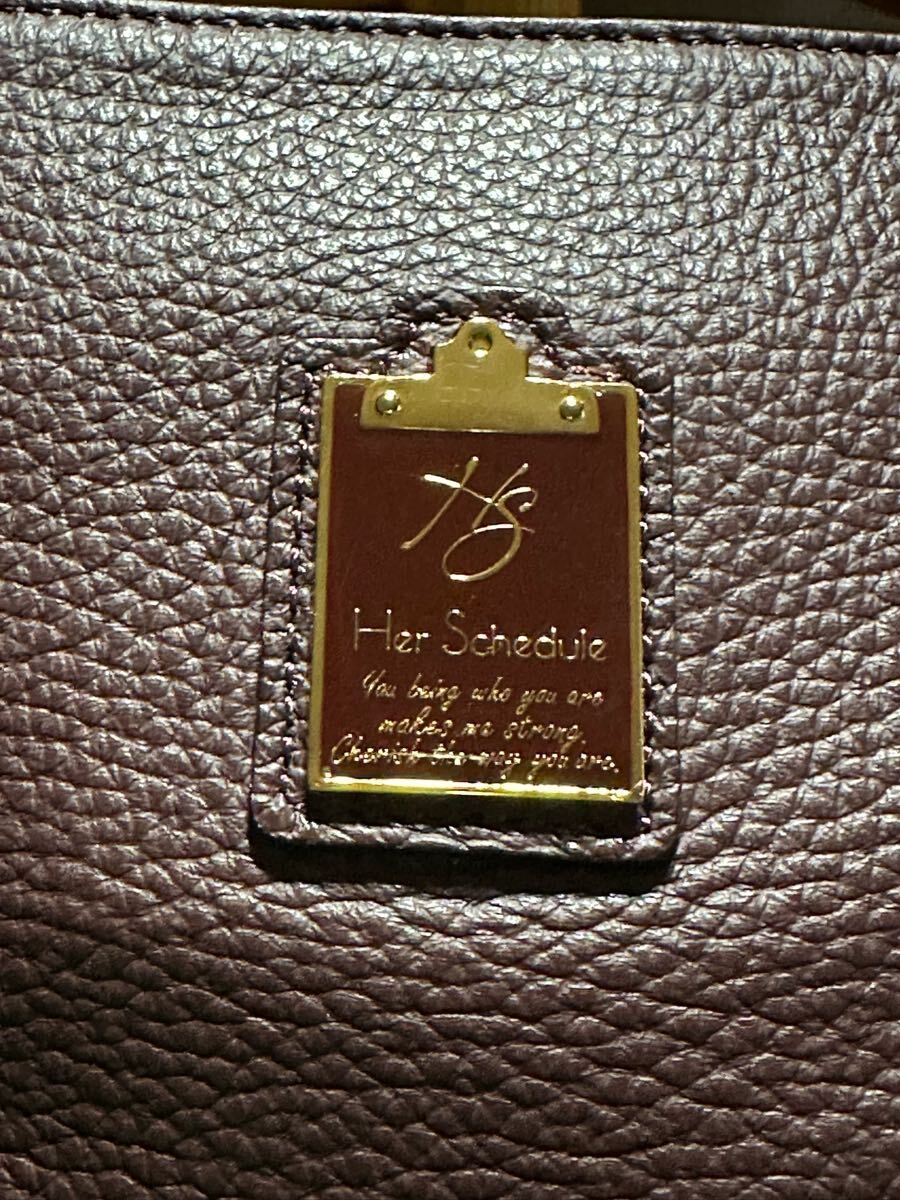 HS
Her Schedule
You being who you are
makes me strong.
Cherish the way you are.